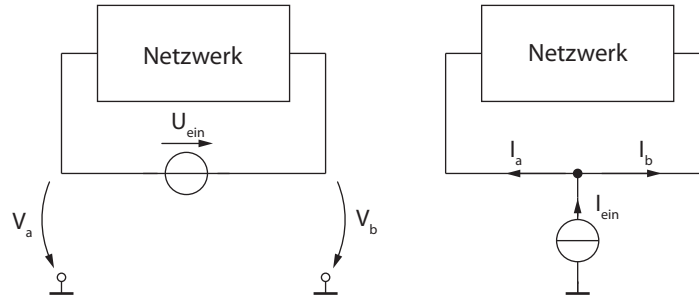 Netzwerk
U_ein
V_a
V_b
Netzwerk
I_a
I_b
I_ein